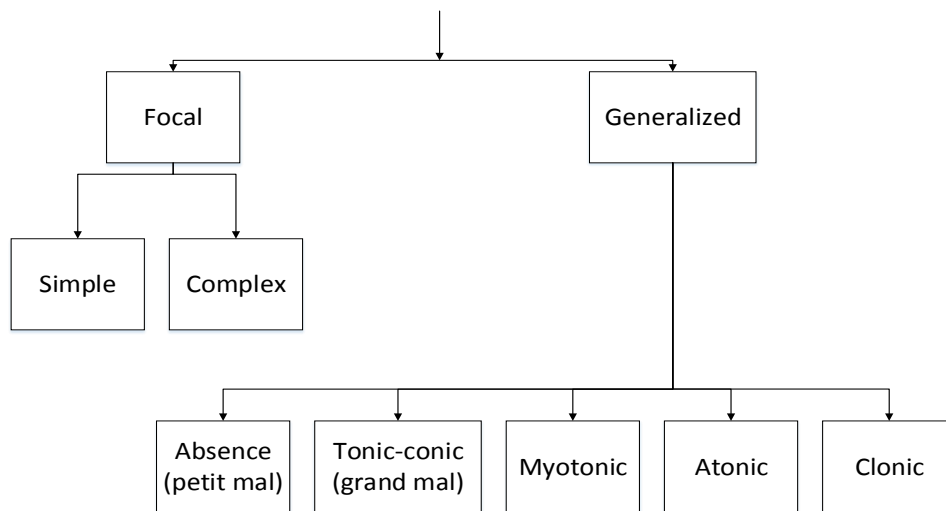 Focal
Generalized
Simple
Complex
Absence
(petit mal)
Tonic-conic
(grand mal)
Myotonic
Atonic
Clonic